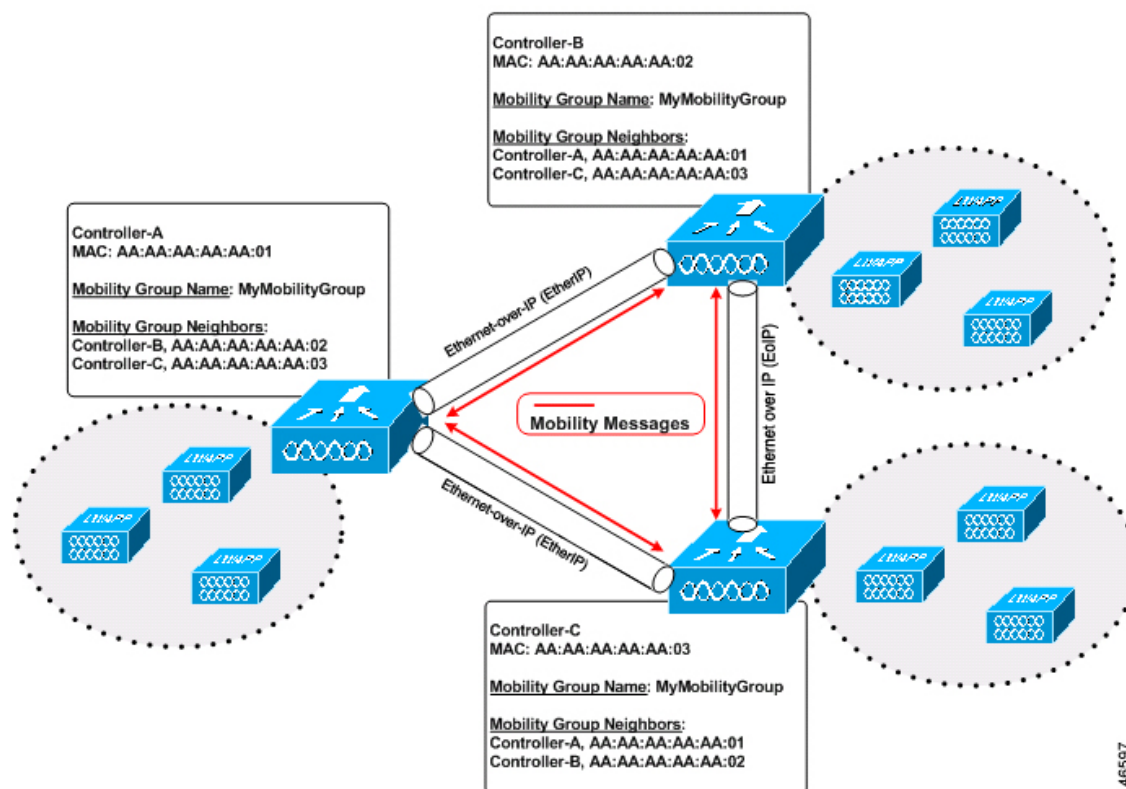 Controller-B
MAC: AA:AA:AA:AA:AA:02
Mobility Group Name: MyMobilityGroup
Mobility Group Neighbors:
Controller-A, AA:AA:AA:AA:AA:01
Controller-C, AA:AA:AA:AA:AA:03
LWAPP
LWAPP
LWAPP
Controller-A
MAC: AA:AA:AA:AA:AA:01
Mobility Group Name: MyMobilityGroup
Mobility Group Neighbors:
Controller-B, AA:AA:AA:AA:AA:02
Controller-C, AA:AA:AA:AA:AA:03
LWAPP
LWAPP
LWAPP
Ethernet-over-IP (EtherIP)
Ethernet over IP (EoIP)
Mobility Messages
Ethernet-over-IP (EtherIP)
LWAPP
LWAPP
LWAPP
Controller-C
MAC: AA:AA:AA:AA:AA:03
Mobility Group Name: MyMobilityGroup
Mobility Group Neighbors:
Controller-A, AA:AA:AA:AA:AA:01
Controller-B, AA:AA:AA:AA:AA:02
46597